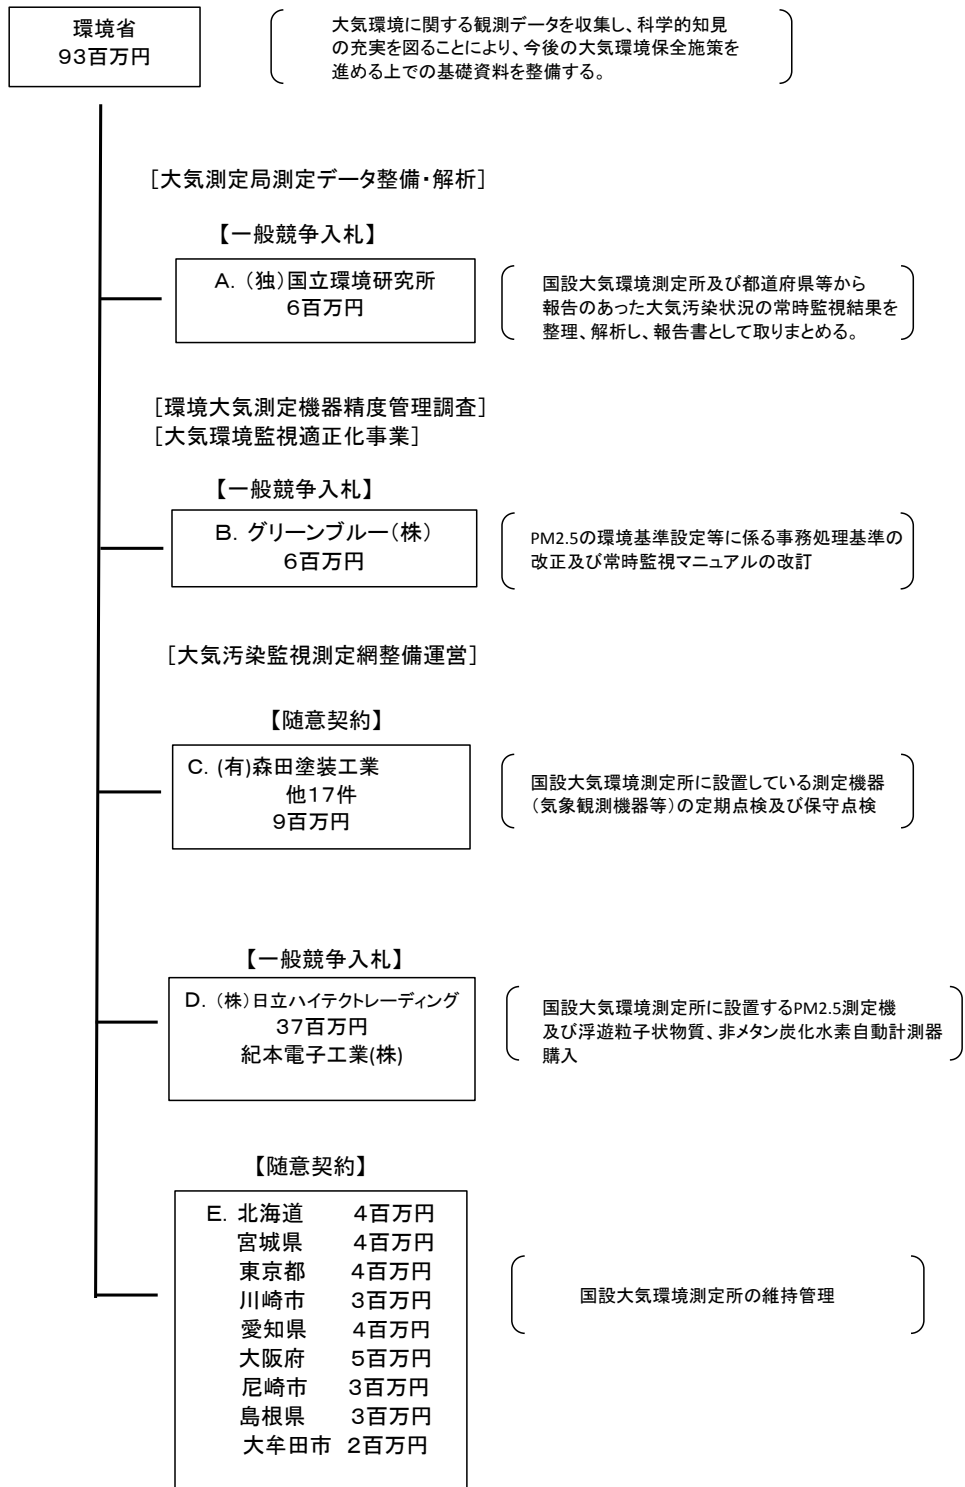 環境省
93百万円
大気環境に関する観測データを収集し、科学的知見
の充実を図ることにより、今後の大気環境保全施策を
進める上での基礎資料を整備する。
[大気測定局測定データ整備・解析]
【一般競争入札】
A.（独）国立環境研究所
6百万円
国設大気環境測定所及び都道府県等から
報告のあった大気汚染状況の常時監視結果を
整理、解析し、報告書として取りまとめる。
[環境大気測定機器精度管理調査]
[大気環境監視適正化事業]
【一般競争入札】
B. グリーンブルー（株）
6百万円
PM2.5の環境基準設定等に係る事務処理基準の
改正及び常時監視マニュアルの改訂
[大気汚染監視測定網整備運営]
【随意契約】
C. (有)森田塗装工業
他17件
9百万円
国設大気環境測定所に設置している測定機器
（気象観測機器等）の定期点検及び保守点検
【一般競争入札】
D.（株）日立ハイテクトレーディング
37百万円
紀本電子工業(株)
国設大気環境測定所に設置するPM2.5測定機
及び浮遊粒子状物質、非メタン炭化水素自動計測器
購入
【随意契約】
E. 北海道 4百万円
宮城県 4百万円
東京都 4百万円
川崎市 3百万円
愛知県 4百万円
大阪府 5百万円
尼崎市 3百万円
島根県 3百万円
大牟田市 2百万円
国設大気環境測定所の維持管理